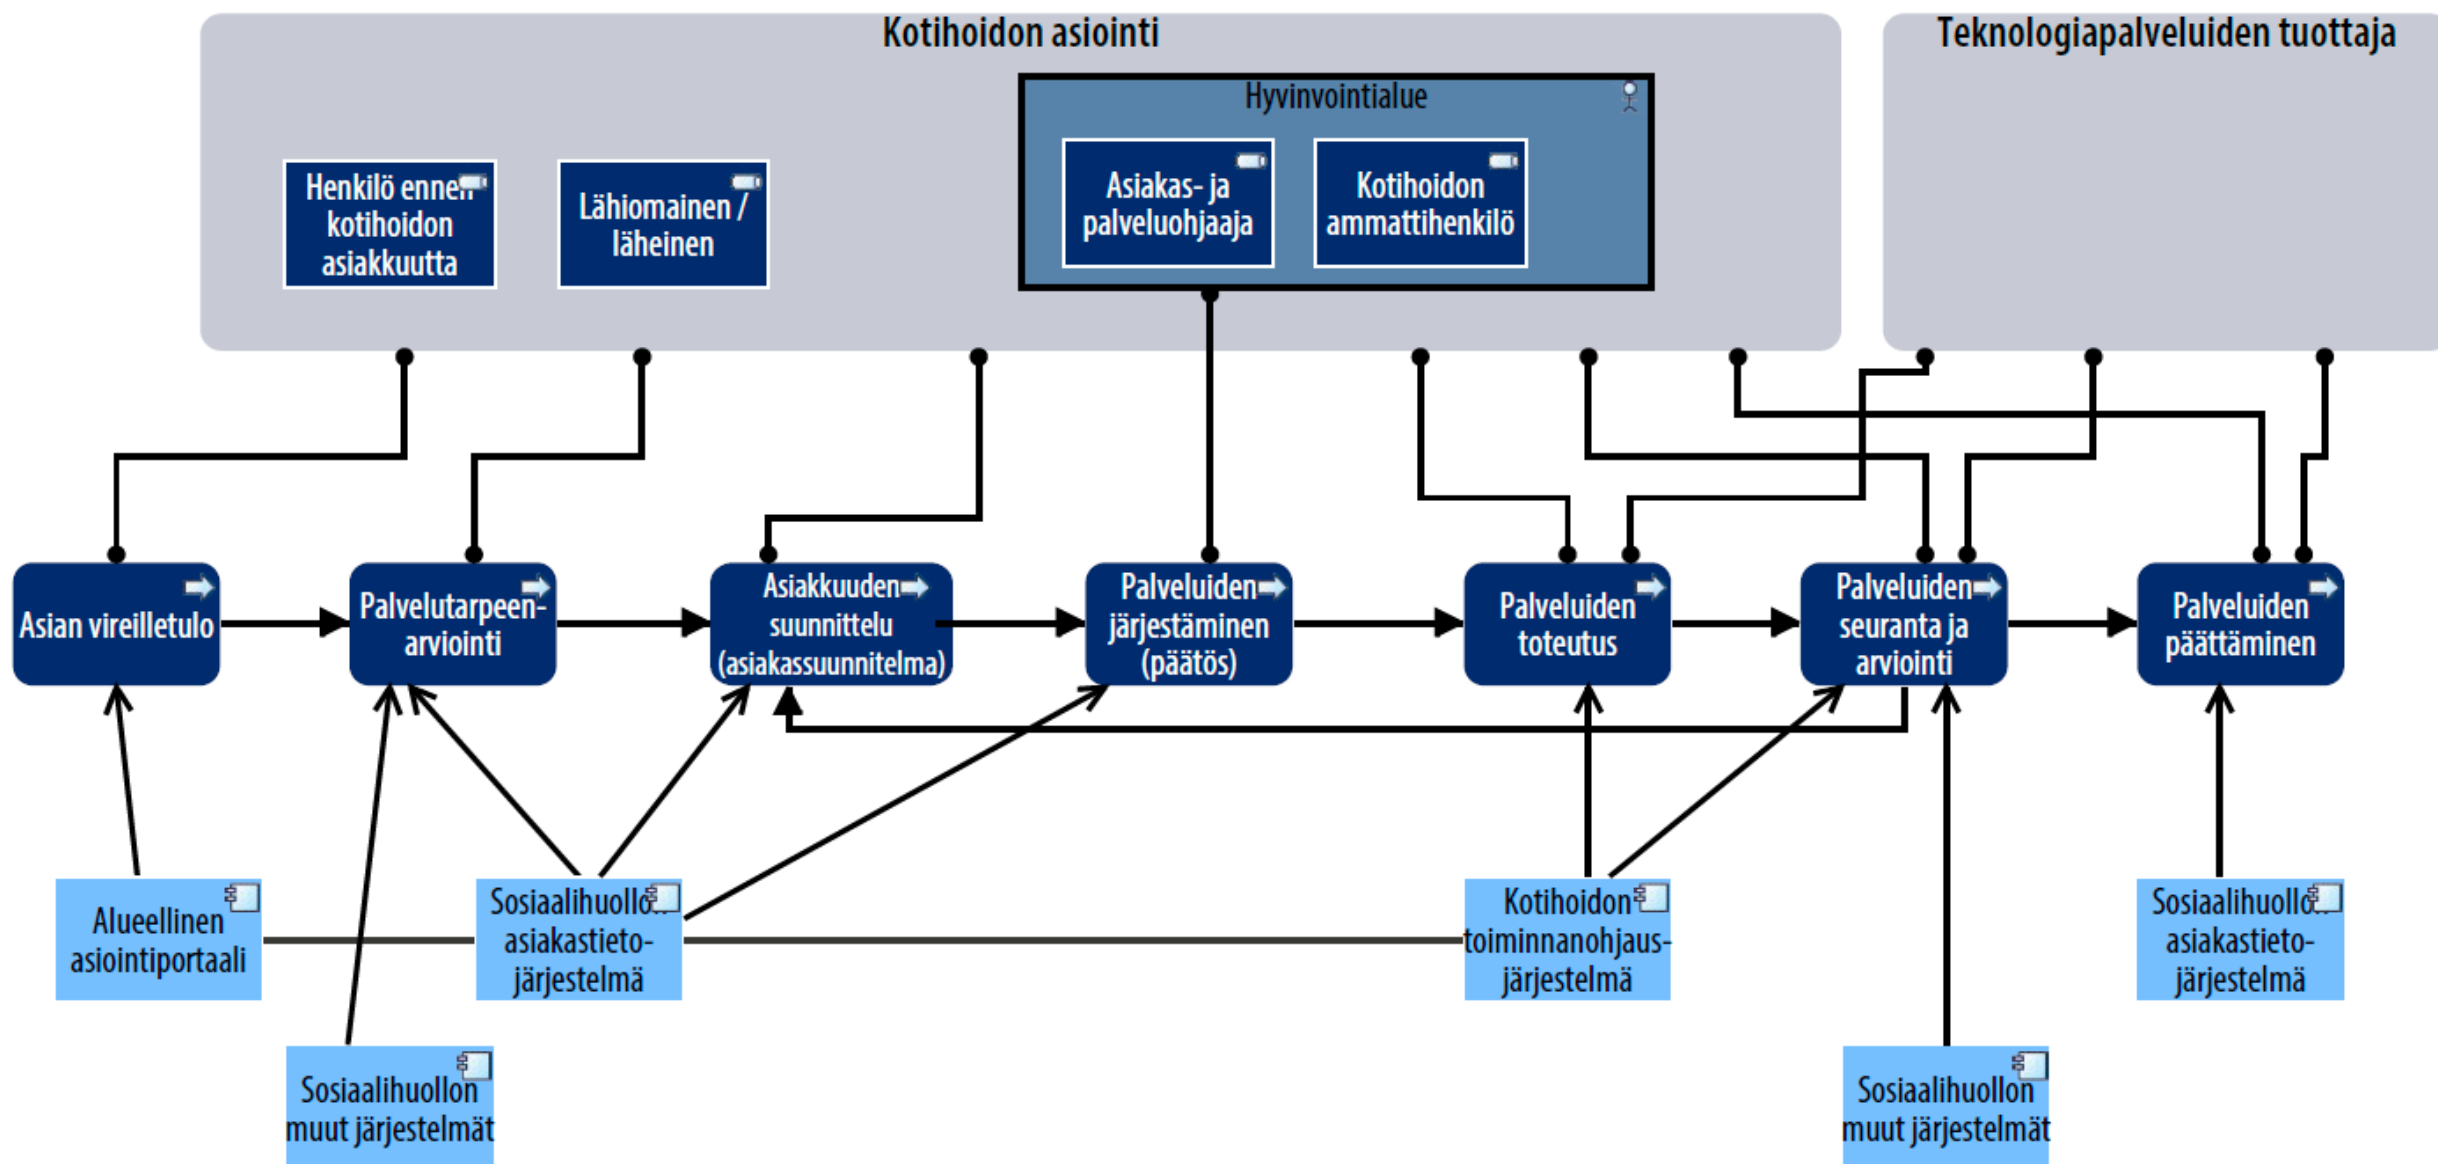 Kotihoidon asiointi
Teknologiapalveluiden tuottaja
Hyvinvointialue
Henkilö ennen
kotihoidon
asiakkuutta
Lähiomainen /
läheinen
Asiakas- ja
palveluohjaaja
Kotihoidon
ammattihenkilö
Asian vireilletulo
Palvelutarpeen-
arviointi
Asiakkuuden
suunnittelu
(asiakassuunnitelma)
Palveluiden
järjestäminen
(päätös)
Palveluiden
toteutus
Palveluiden
seuranta ja
arviointi
Palveluiden
päättäminen
Alueellinen
asiointiportaali
Sosiaalihuollon
asiakastieto-
järjestelmä
Kotihoidon
toiminnanohjaus-
järjestelmä
Sosiaalihuollon
asiakastieto-
järjestelmä
Sosiaalihuollon
muut järjestelmät
Sosiaalihuollon
muut järjestelmät